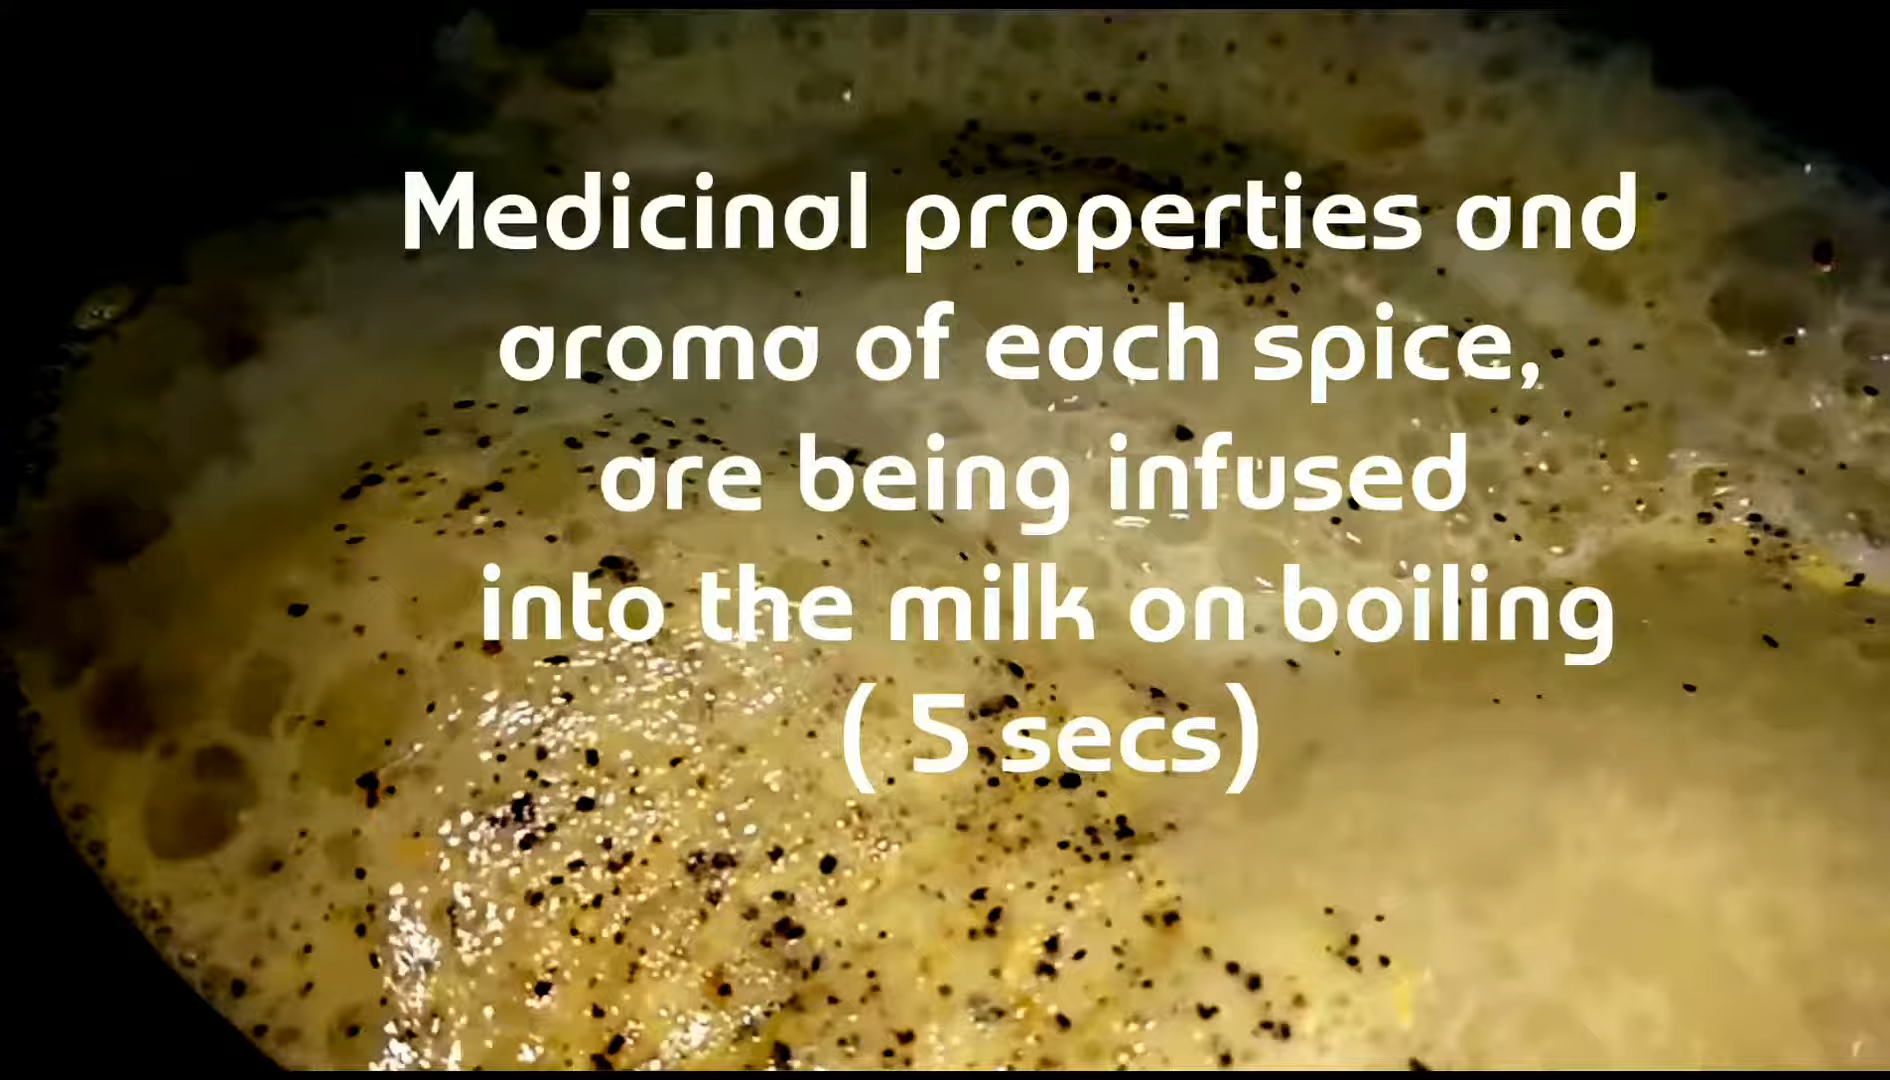 Medicinal properties and
aroma of each spice,
are being infused
into the milk on boiling
( 5 secs)